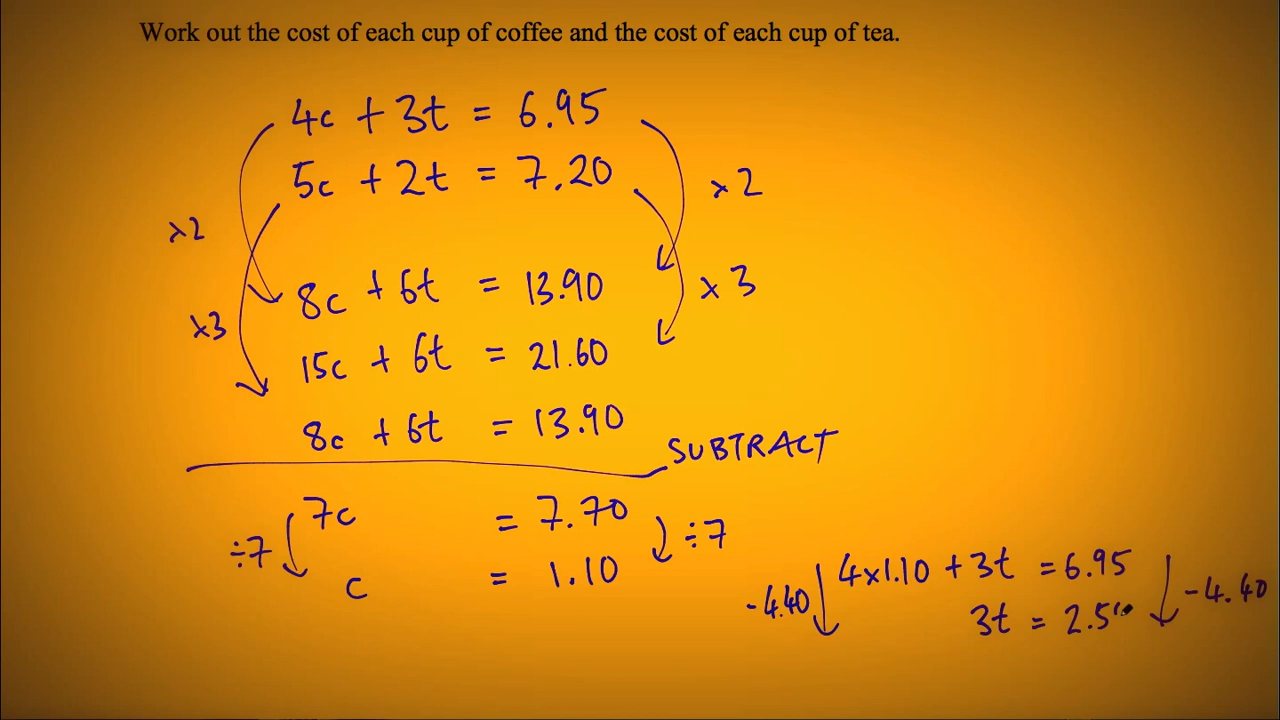 Work out the cost of each cup of coffee and the cost of each cup of tea.
4c + 3t = 6.95
5c + 2t = 7.20
×2
×2
8c + 6t = 13.90
×3
×3
15c + 6t = 21.60
8c + 6t = 13.90
SUBTRACT
7c = 7.70
÷7
÷7
c = 1.10
4×1.10 + 3t = 6.95
-4.40
-4.40
3t =